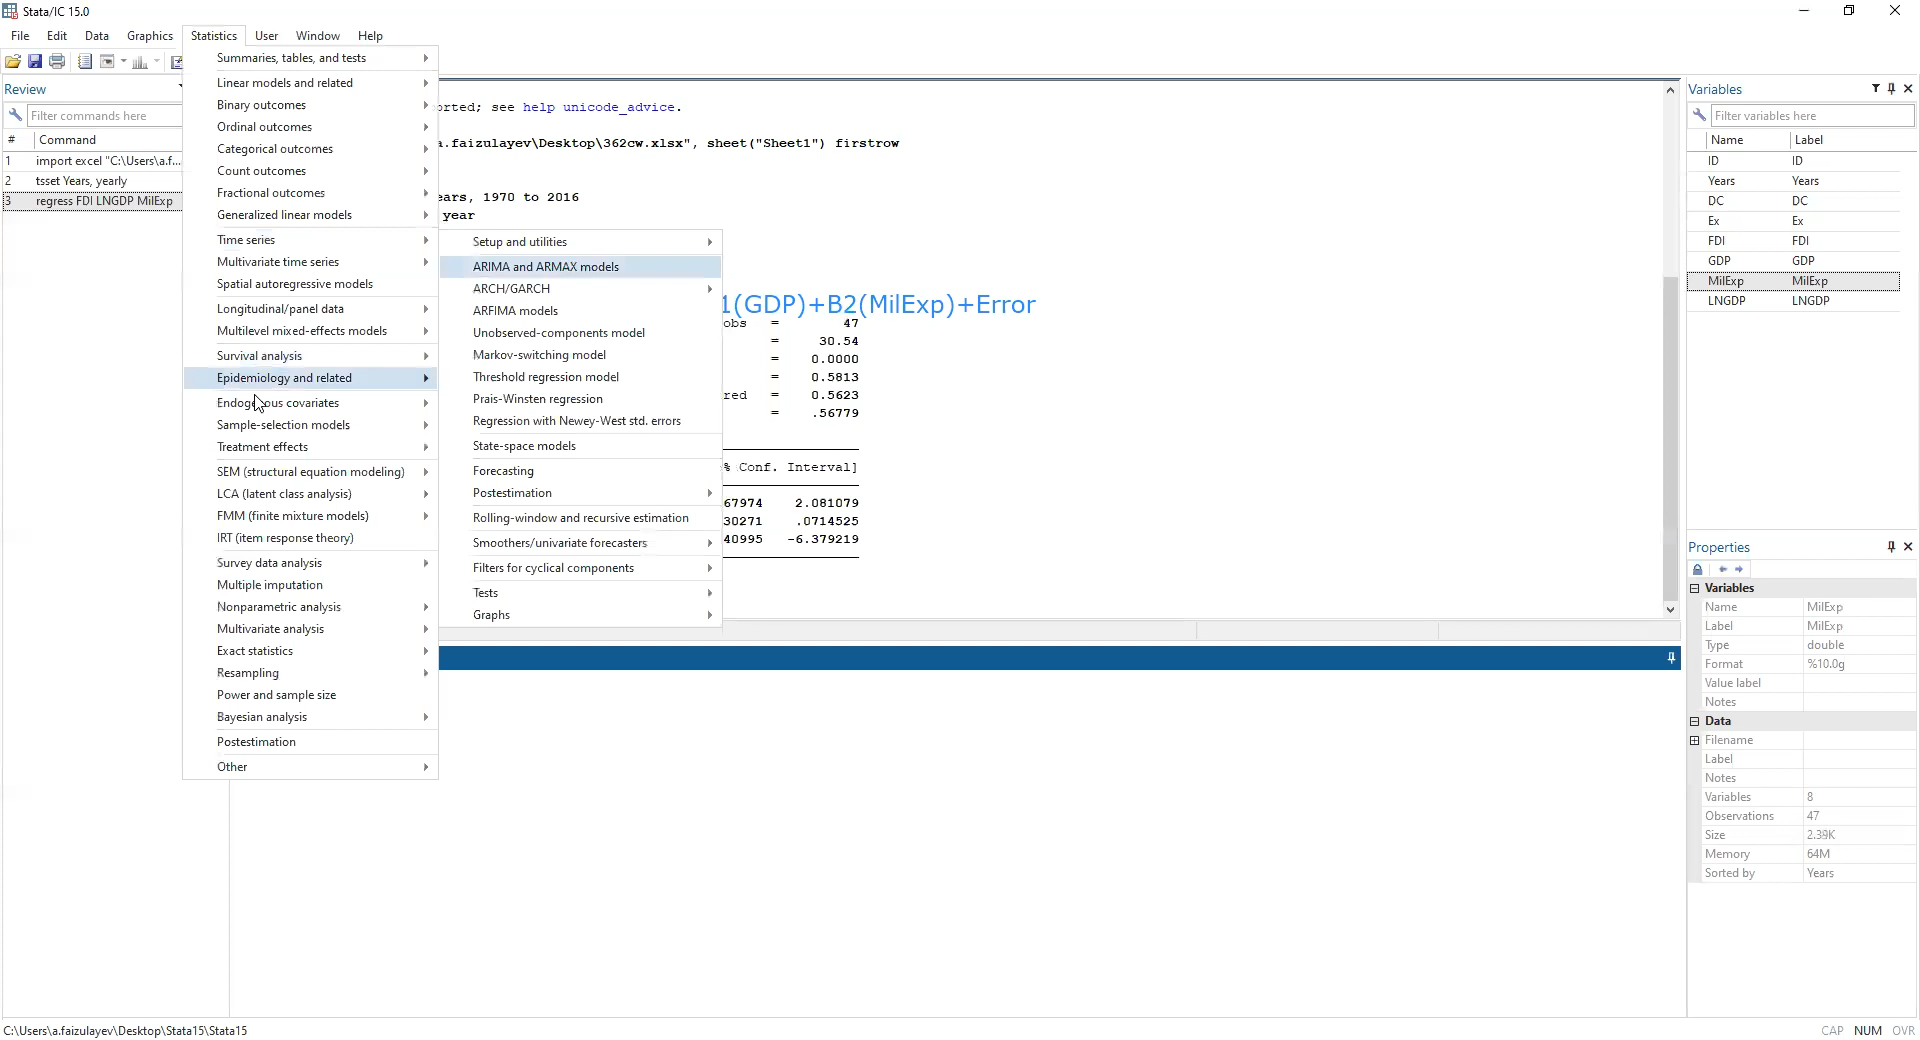 Stata/IC 15.0
File Edit Data Graphics Statistics User Window Help
Review
Filter commands here
# Command
1 import excel "C:\Users\a.f...
2 tsset Years, yearly
3 regress FDI LNGDP MilExp
Summaries, tables, and tests
Linear models and related
Binary outcomes
Ordinal outcomes
Categorical outcomes
Count outcomes
Fractional outcomes
Generalized linear models
Time series
Multivariate time series
Spatial autoregressive models
Longitudinal/panel data
Multilevel mixed-effects models
Survival analysis
Epidemiology and related
Endogenous covariates
Sample-selection models
Treatment effects
SEM (structural equation modeling)
LCA (latent class analysis)
FMM (finite mixture models)
IRT (item response theory)
Survey data analysis
Multiple imputation
Nonparametric analysis
Multivariate analysis
Exact statistics
Resampling
Power and sample size
Bayesian analysis
Postestimation
Other
Setup and utilities
ARIMA and ARMAX models
ARCH/GARCH
ARFIMA models
Unobserved-components model
Markov-switching model
Threshold regression model
Prais-Winsten regression
Regression with Newey-West std. errors
State-space models
Forecasting
Postestimation
Rolling-window and recursive estimation
Smoothers/univariate forecasters
Filters for cyclical components
Tests
Graphs
orted; see help unicode_advice.
a.faizulayev\Desktop\362cw.xlsx", sheet("Sheet1") firstrow
ears, 1970 to 2016
year
1(GDP)+B2(MilExp)+Error
obs = 47
= 30.54
= 0.0000
= 0.5813
red = 0.5623
= .56779
% Conf. Interval]
67974 2.081079
30271 .0714525
40995 -6.379219
Variables
Filter variables here
Name Label
ID ID
Years Years
DC DC
Ex Ex
FDI FDI
GDP GDP
MilExp MilExp
LNGDP LNGDP
Properties
Variables
Name MilExp
Label MilExp
Type double
Format %10.0g
Value label
Notes
Data
Filename
Label
Notes
Variables 8
Observations 47
Size 2.39K
Memory 64M
Sorted by Years
C:\Users\a.faizulayev\Desktop\Stata15\Stata15
CAP NUM OVR